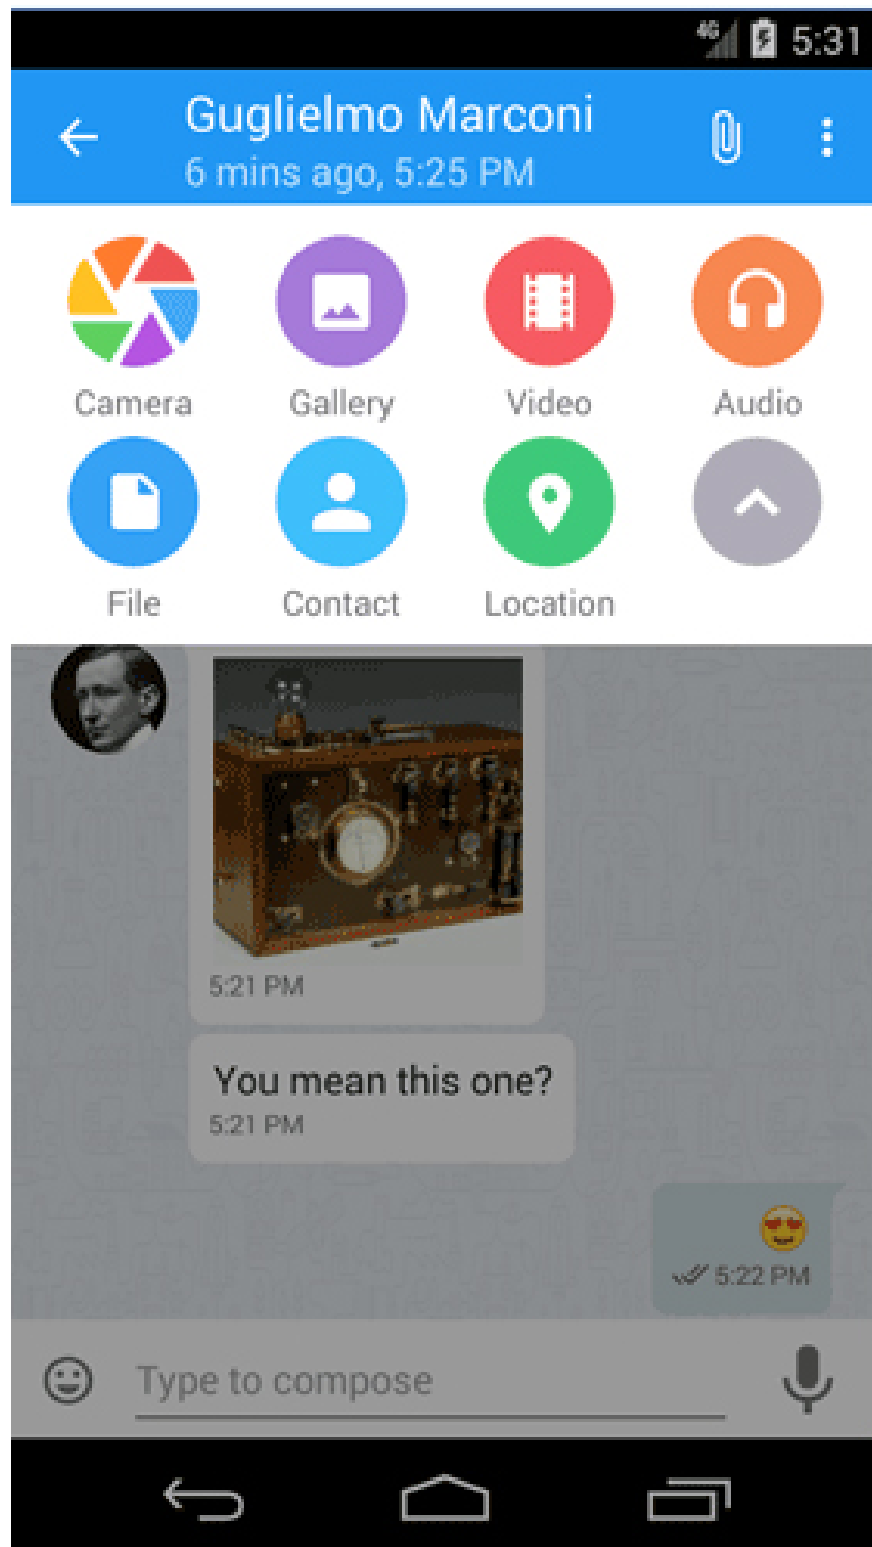 4G 5:31
Guglielmo Marconi
6 mins ago, 5:25 PM
Camera Gallery Video Audio
File Contact Location
5:21 PM
You mean this one?
5:21 PM
5:22 PM
Type to compose